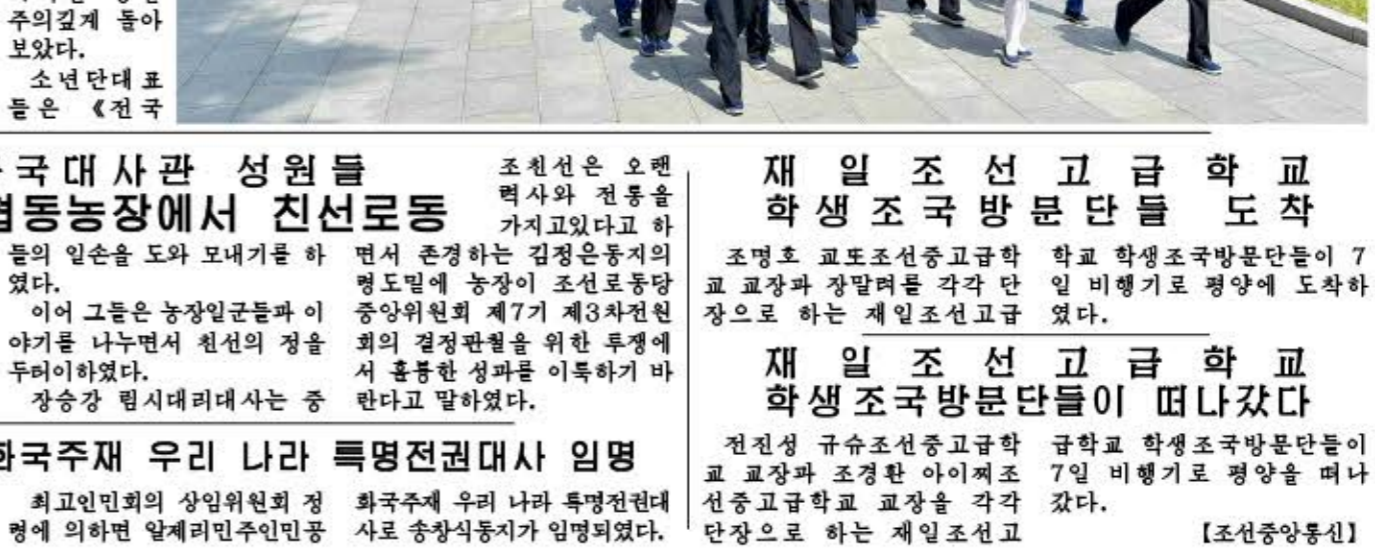 주의깊게 돌아
보았다.
소년단대표
들은 《전국
국대사관 성원들
협동농장에서 친선로동
들의 일손을 도와 모내기를 하
였다.
이어 그들은 농장일군들과 이
야기를 나누면서 친선의 정을
두터이하였다.
장승강 림시대리대사는 중
조친선은 오랜
력사와 전통을
가지고있다고 하
면서 존경하는 김정은동지의
령도밑에 농장이 조선로동당
중앙위원회 제7기 제3차전원
회의 결정관철을 위한 투쟁에
서 훌륭한 성과를 이룩하기 바
란다고 말하였다.
화국주재 우리 나라 특명전권대사 임명
최고인민회의 상임위원회 정
령에 의하면 알제리민주인민공
화국주재 우리 나라 특명전권대
사로 송창식동지가 임명되였다.
재일조선고급학교
학생조국방문단들 도착
조명호 교또조선중고급학
교 교장과 장말려를 각각 단
장으로 하는 재일조선고급
학교 학생조국방문단들이 7
일 비행기로 평양에 도착하
였다.
재일조선고급학교
학생조국방문단들이 떠나갔다
전진성 규슈조선중고급학
교 교장과 조경환 아이찌조
선중고급학교 교장을 각각
단장으로 하는 재일조선고
급학교 학생조국방문단들이
7일 비행기로 평양을 떠나
갔다.
【조선중앙통신】